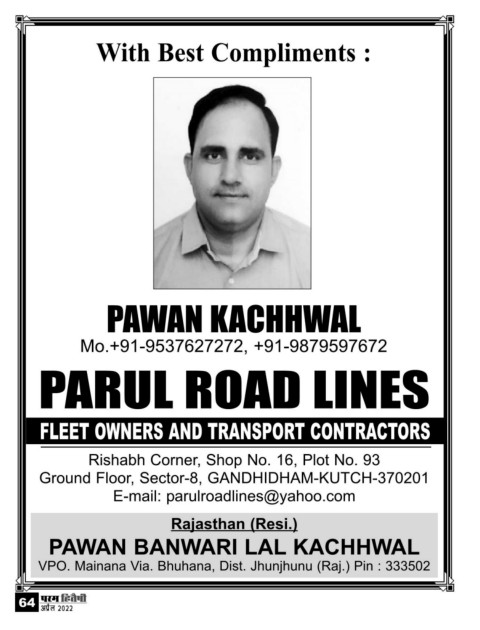 With Best Compliments :
PAWAN KACHHWAL
Mo.+91-9537627272, +91-9879597672
PARUL ROAD LINES
FLEET OWNERS AND TRANSPORT CONTRACTORS
Rishabh Corner, Shop No. 16, Plot No. 93
Ground Floor, Sector-8, GANDHIDHAM-KUTCH-370201
E-mail: parulroadlines@yahoo.com
Rajasthan (Resi.)
PAWAN BANWARI LAL KACHHWAL
VPO. Mainana Via. Bhuhana, Dist. Jhunjhunu (Raj.) Pin : 333502
64 परम हितैषी
अप्रैल 2022